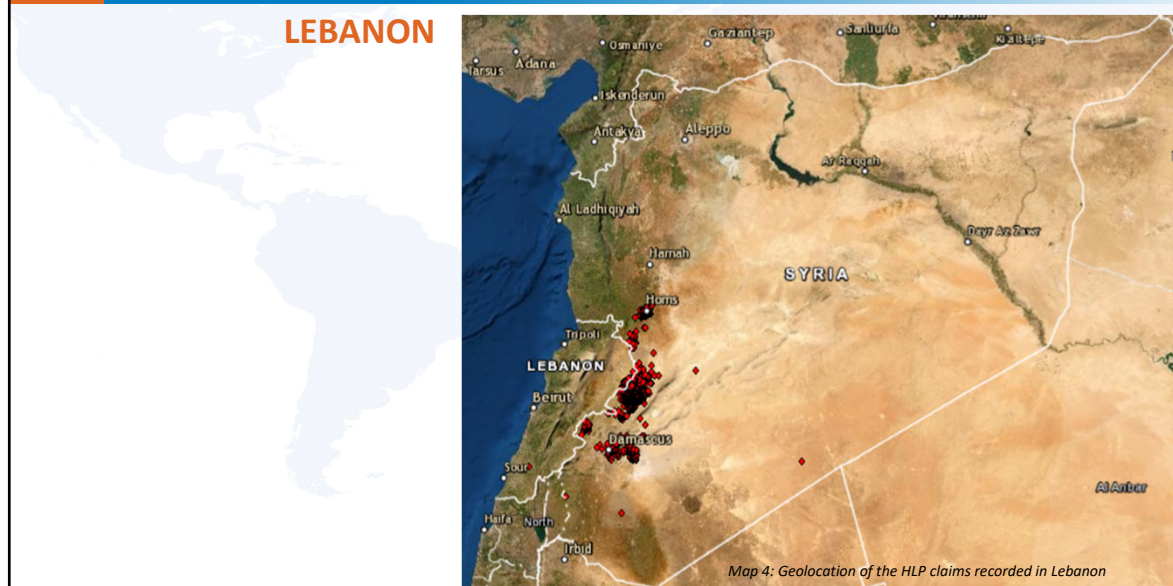 LEBANON
Gaziantep
Sanliurfa
Kiziltepe
Osmaniye
Adana
Tarsus
Iskenderun
Antakya
Aleppo
Ar Raqqah
Al Ladhiqiyah
Dayr Az Zawr
Hamah
SYRIA
Homs
Tripoli
LEBANON
Beirut
Damascus
Sour
Al Anbar
Haifa
North
Irbid
Map 4: Geolocation of the HLP claims recorded in Lebanon